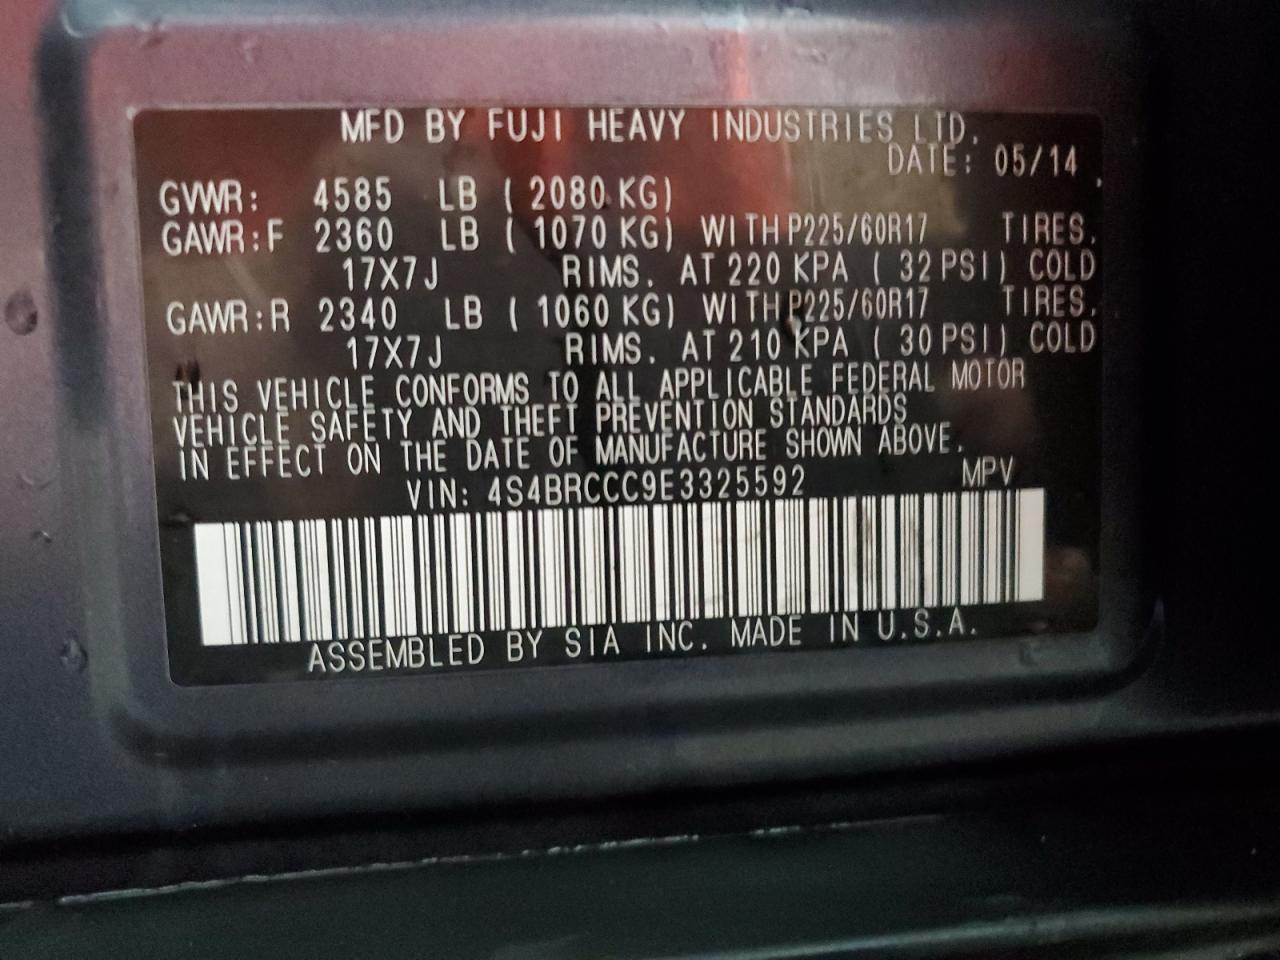 MFD BY FUJI HEAVY INDUSTRIES LTD.
DATE: 05/14
GVWR: 4585 LB ( 2080 KG)
GAWR:F 2360 LB ( 1070 KG) WITH P225/60R17 TIRES.
17X7J RIMS. AT 220 KPA ( 32 PSI) COLD
GAWR:R 2340 LB ( 1060 KG) WITH P225/60R17 TIRES.
17X7J RIMS. AT 210 KPA ( 30 PSI) COLD
THIS VEHICLE CONFORMS TO ALL APPLICABLE FEDERAL MOTOR
VEHICLE SAFETY AND THEFT PREVENTION STANDARDS
IN EFFECT ON THE DATE OF MANUFACTURE SHOWN ABOVE.
VIN: 4S4BRCCC9E3325592 MPV
ASSEMBLED BY SIA INC. MADE IN U.S.A.